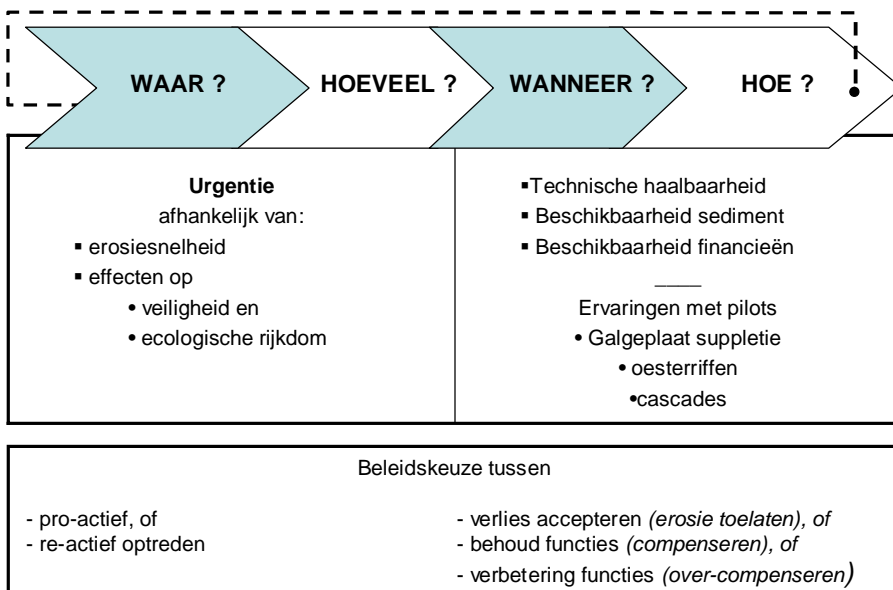 WAAR ? HOEVEEL ? WANNEER ? HOE ?
Urgentie
afhankelijk van:
▪ erosiesnelheid
▪ effecten op
• veiligheid en
• ecologische rijkdom
▪Technische haalbaarheid
▪ Beschikbaarheid sediment
▪ Beschikbaarheid financieën
____
Ervaringen met pilots
• Galgeplaat suppletie
• oesterriffen
•cascades
Beleidskeuze tussen
- pro-actief, of
- re-actief optreden
- verlies accepteren (erosie toelaten), of
- behoud functies (compenseren), of
- verbetering functies (over-compenseren)